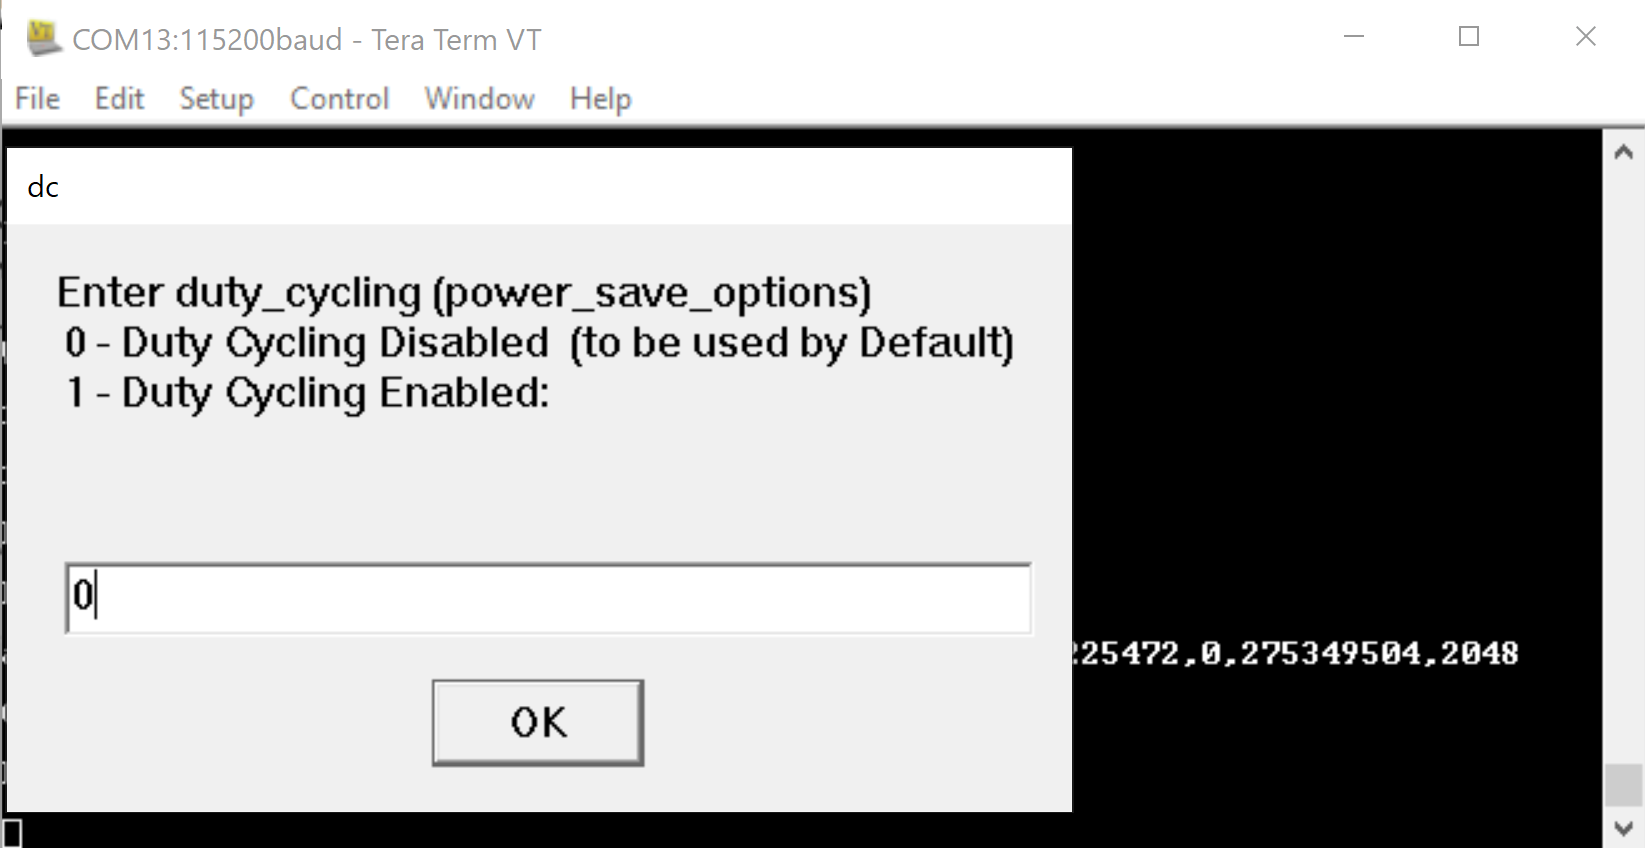 COM13:115200baud - Tera Term VT
File Edit Setup Control Window Help
dc
Enter duty_cycling (power_save_options)
0 - Duty Cycling Disabled (to be used by Default)
1 - Duty Cycling Enabled:
0
225472,0,275349504,2048
OK